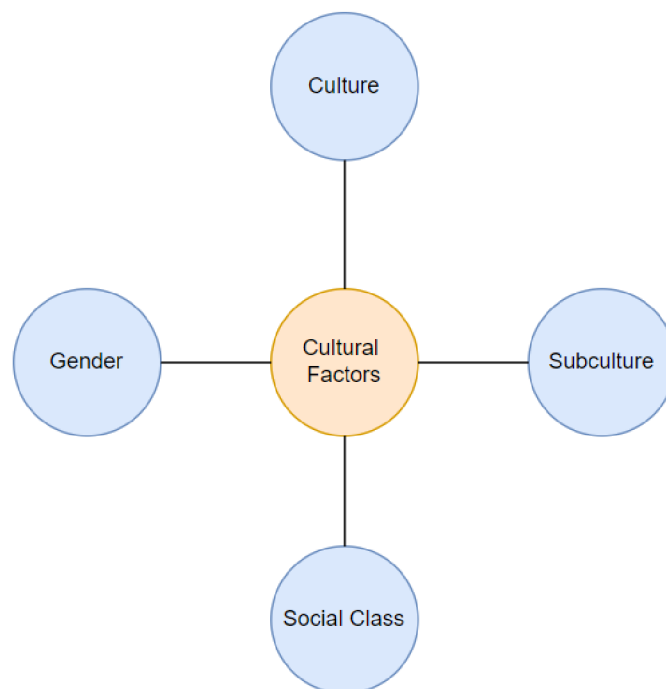 Culture
Gender
Cultural
Factors
Subculture
Social Class